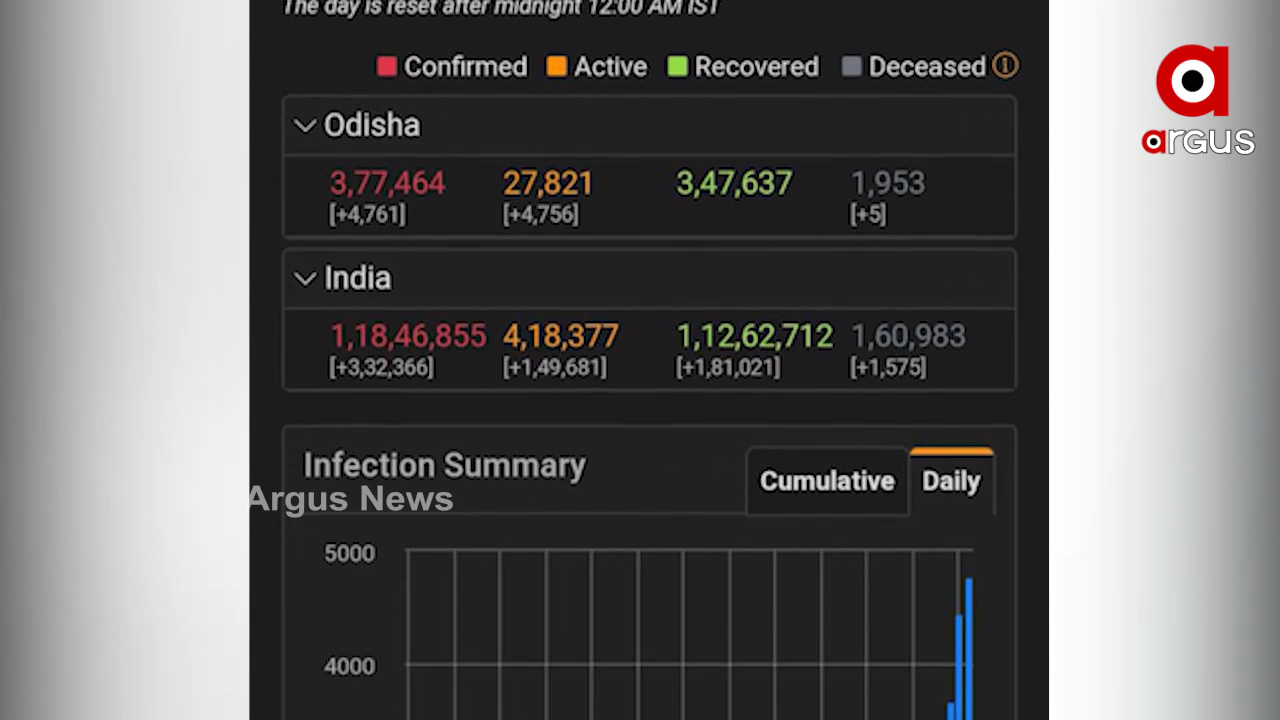 The day is reset after midnight 12:00 AM IST
Confirmed Active Recovered Deceased
argus
Odisha
3,77,464 27,821 3,47,637 1,953
[+4,761] [+4,756] [+5]
India
1,18,46,855 4,18,377 1,12,62,712 1,60,983
[+3,32,366] [+1,49,681] [+1,81,021] [+1,575]
Infection Summary
Cumulative Daily
Argus News
5000
4000